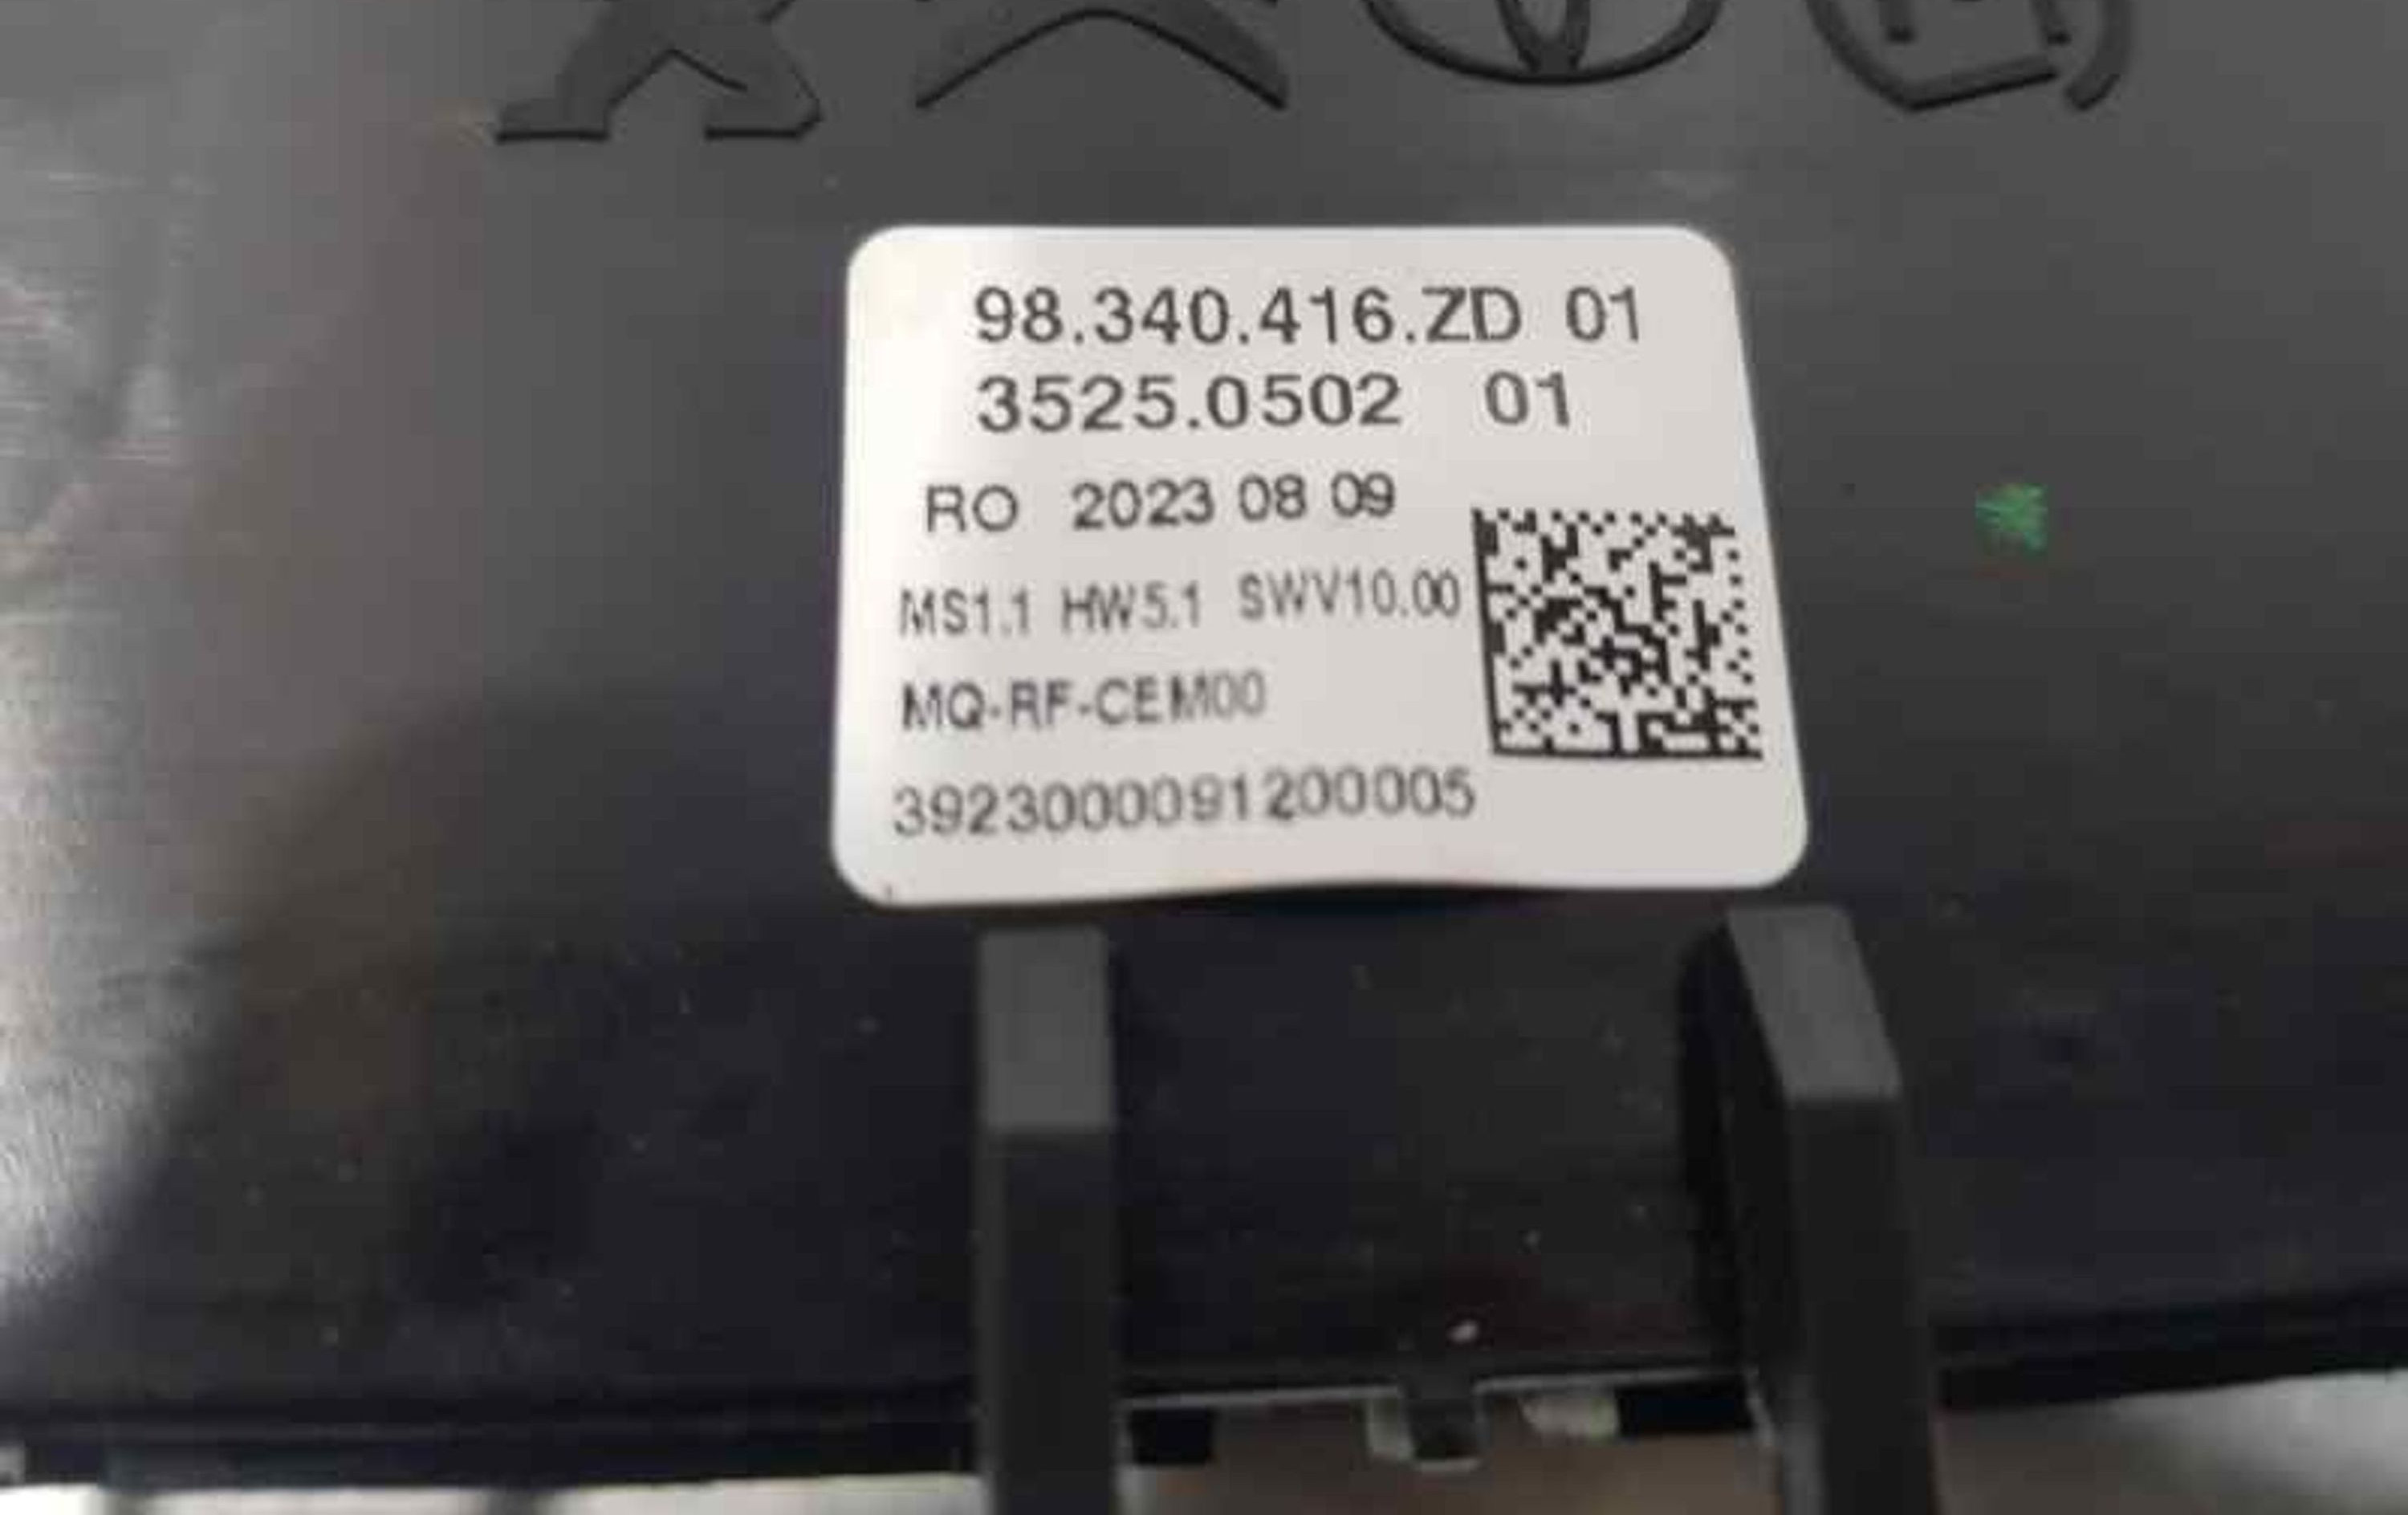 98.340.416.ZD 01
3525.0502 01
RO 2023 08 09
MS1.1 HW5.1 SWV10.00
MQ-RF-CEM00
3923000091200005